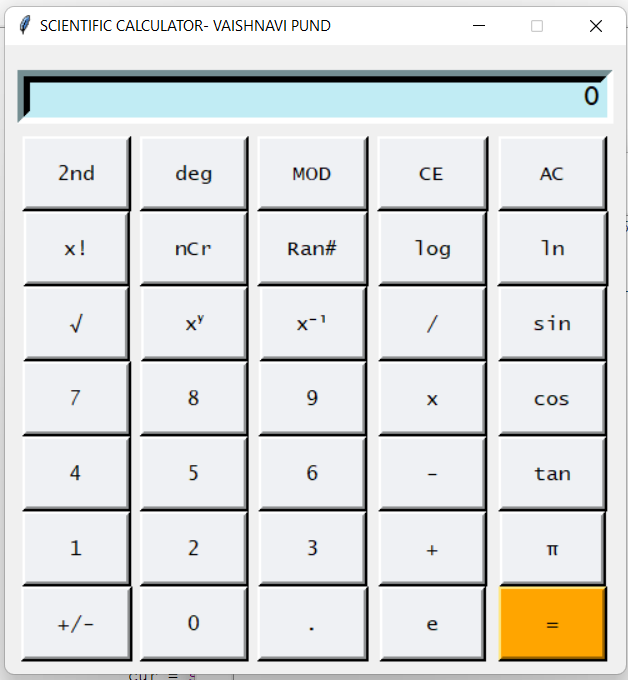 SCIENTIFIC CALCULATOR- VAISHNAVI PUND
0
2nd deg MOD CE AC
x! nCr Ran# log ln
√ xʸ x⁻¹ / sin
7 8 9 x cos
4 5 6 - tan
1 2 3 + π
+/- 0 . e =